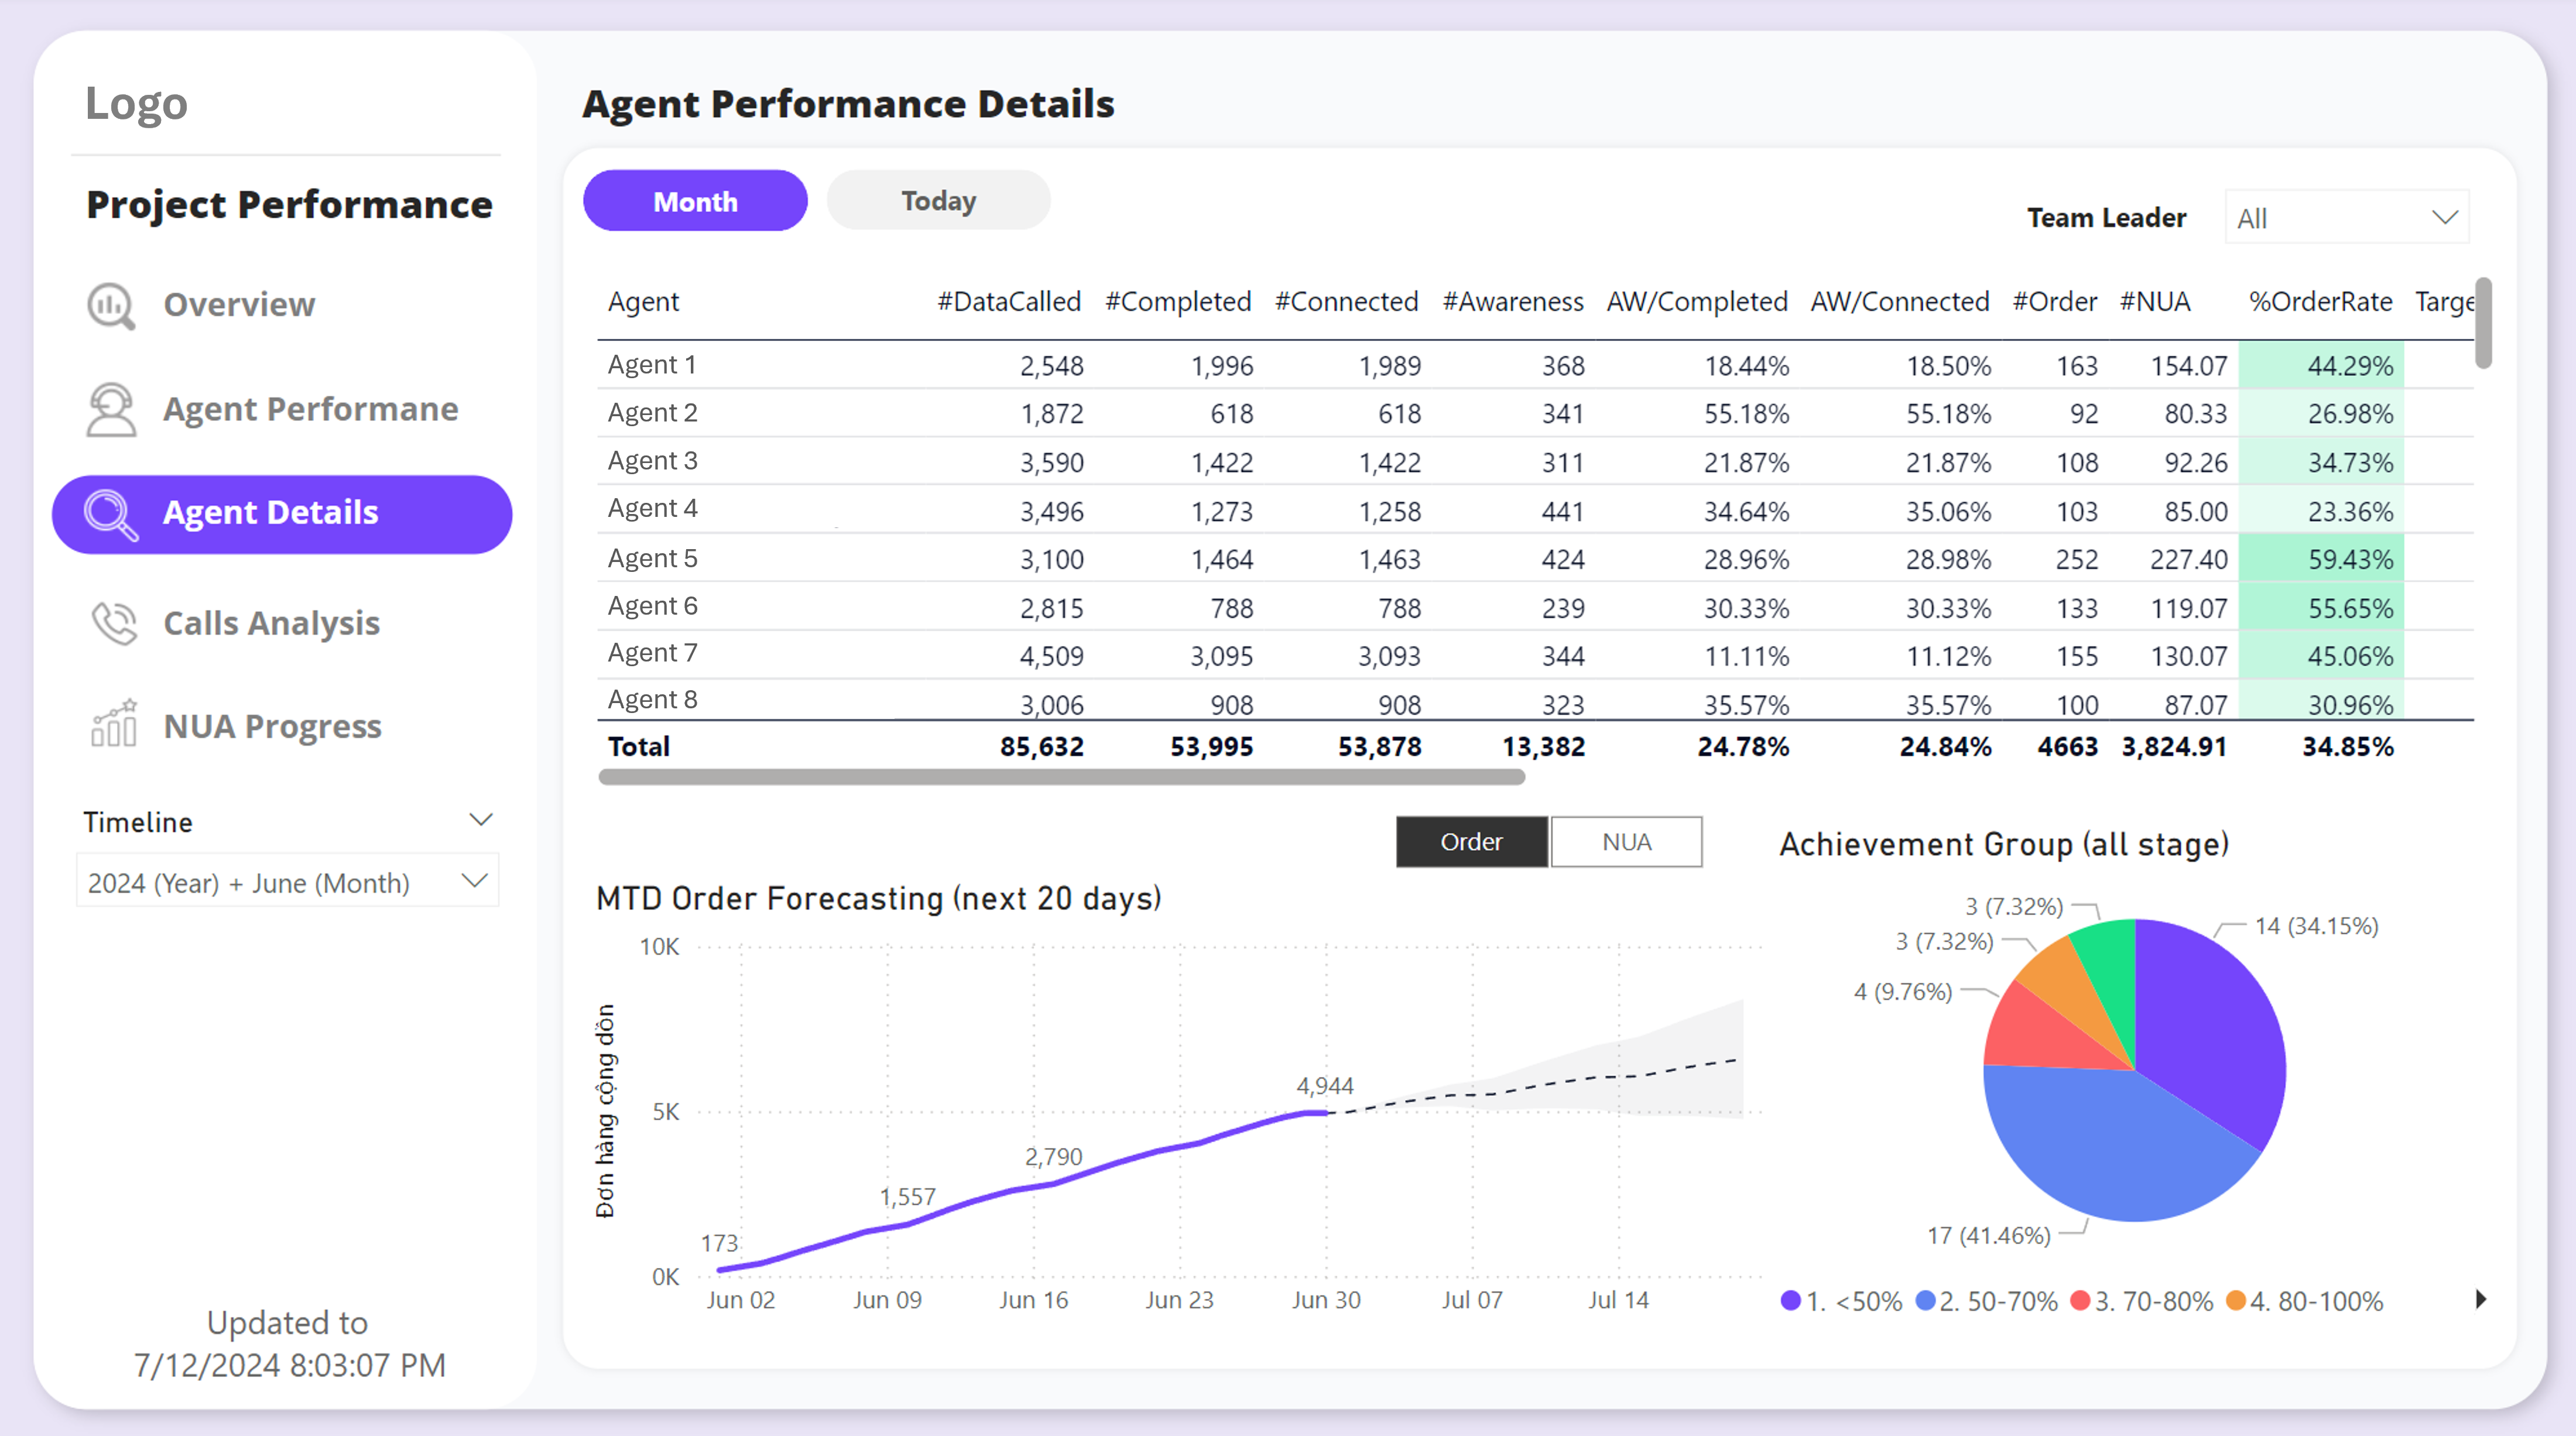 Logo
Project Performance
Overview
Agent Performane
Agent Details
Calls Analysis
NUA Progress
Timeline
2024 (Year) + June (Month)
Updated to
7/12/2024 8:03:07 PM
Agent Performance Details
Month Today
Team Leader All
Agent #DataCalled #Completed #Connected #Awareness AW/Completed AW/Connected #Order #NUA %OrderRate Targe
Agent 1 2,548 1,996 1,989 368 18.44% 18.50% 163 154.07 44.29%
Agent 2 1,872 618 618 341 55.18% 55.18% 92 80.33 26.98%
Agent 3 3,590 1,422 1,422 311 21.87% 21.87% 108 92.26 34.73%
Agent 4 3,496 1,273 1,258 441 34.64% 35.06% 103 85.00 23.36%
Agent 5 3,100 1,464 1,463 424 28.96% 28.98% 252 227.40 59.43%
Agent 6 2,815 788 788 239 30.33% 30.33% 133 119.07 55.65%
Agent 7 4,509 3,095 3,093 344 11.11% 11.12% 155 130.07 45.06%
Agent 8 3,006 908 908 323 35.57% 35.57% 100 87.07 30.96%
Total 85,632 53,995 53,878 13,382 24.78% 24.84% 4663 3,824.91 34.85%
Order NUA
MTD Order Forecasting (next 20 days)
Đơn hàng cộng dồn
10K
5K
0K
173
1,557
2,790
4,944
Jun 02 Jun 09 Jun 16 Jun 23 Jun 30 Jul 07 Jul 14
Achievement Group (all stage)
3 (7.32%)
14 (34.15%)
3 (7.32%)
4 (9.76%)
17 (41.46%)
1. <50% 2. 50-70% 3. 70-80% 4. 80-100%